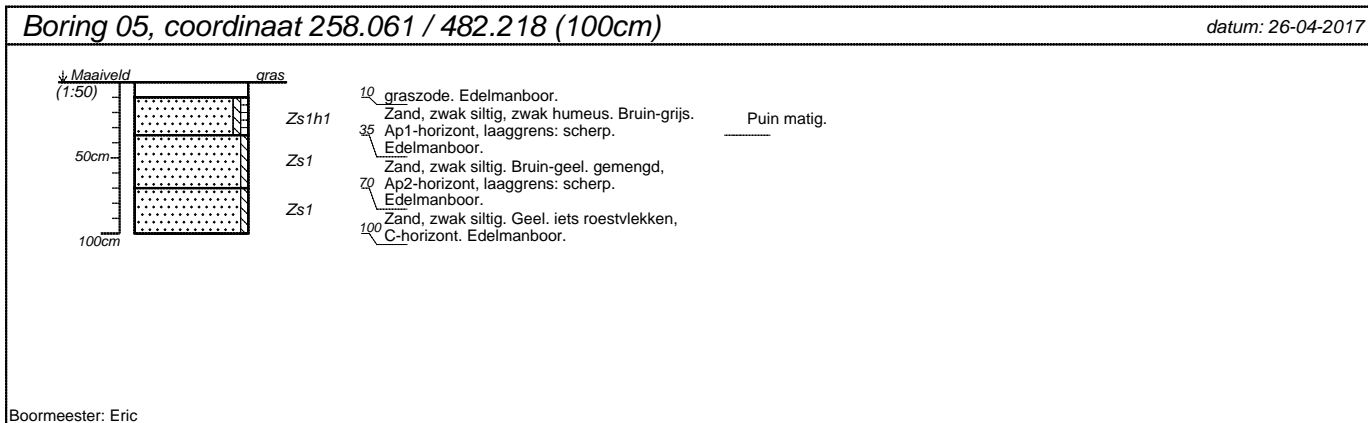 Boring 05, coordinaat 258.061 / 482.218 (100cm)
datum: 26-04-2017
Maaiveld
gras
(1:50)
10 graszode. Edelmanboor.
Zs1h1
Zand, zwak siltig, zwak humeus. Bruin-grijs.
Puin matig.
35 Ap1-horizont, laaggrens: scherp.
Edelmanboor.
50cm
Zs1
Zand, zwak siltig. Bruin-geel. gemengd,
70 Ap2-horizont, laaggrens: scherp.
Edelmanboor.
Zs1
Zand, zwak siltig. Geel. iets roestvlekken,
100 C-horizont. Edelmanboor.
100cm
Boormeester: Eric